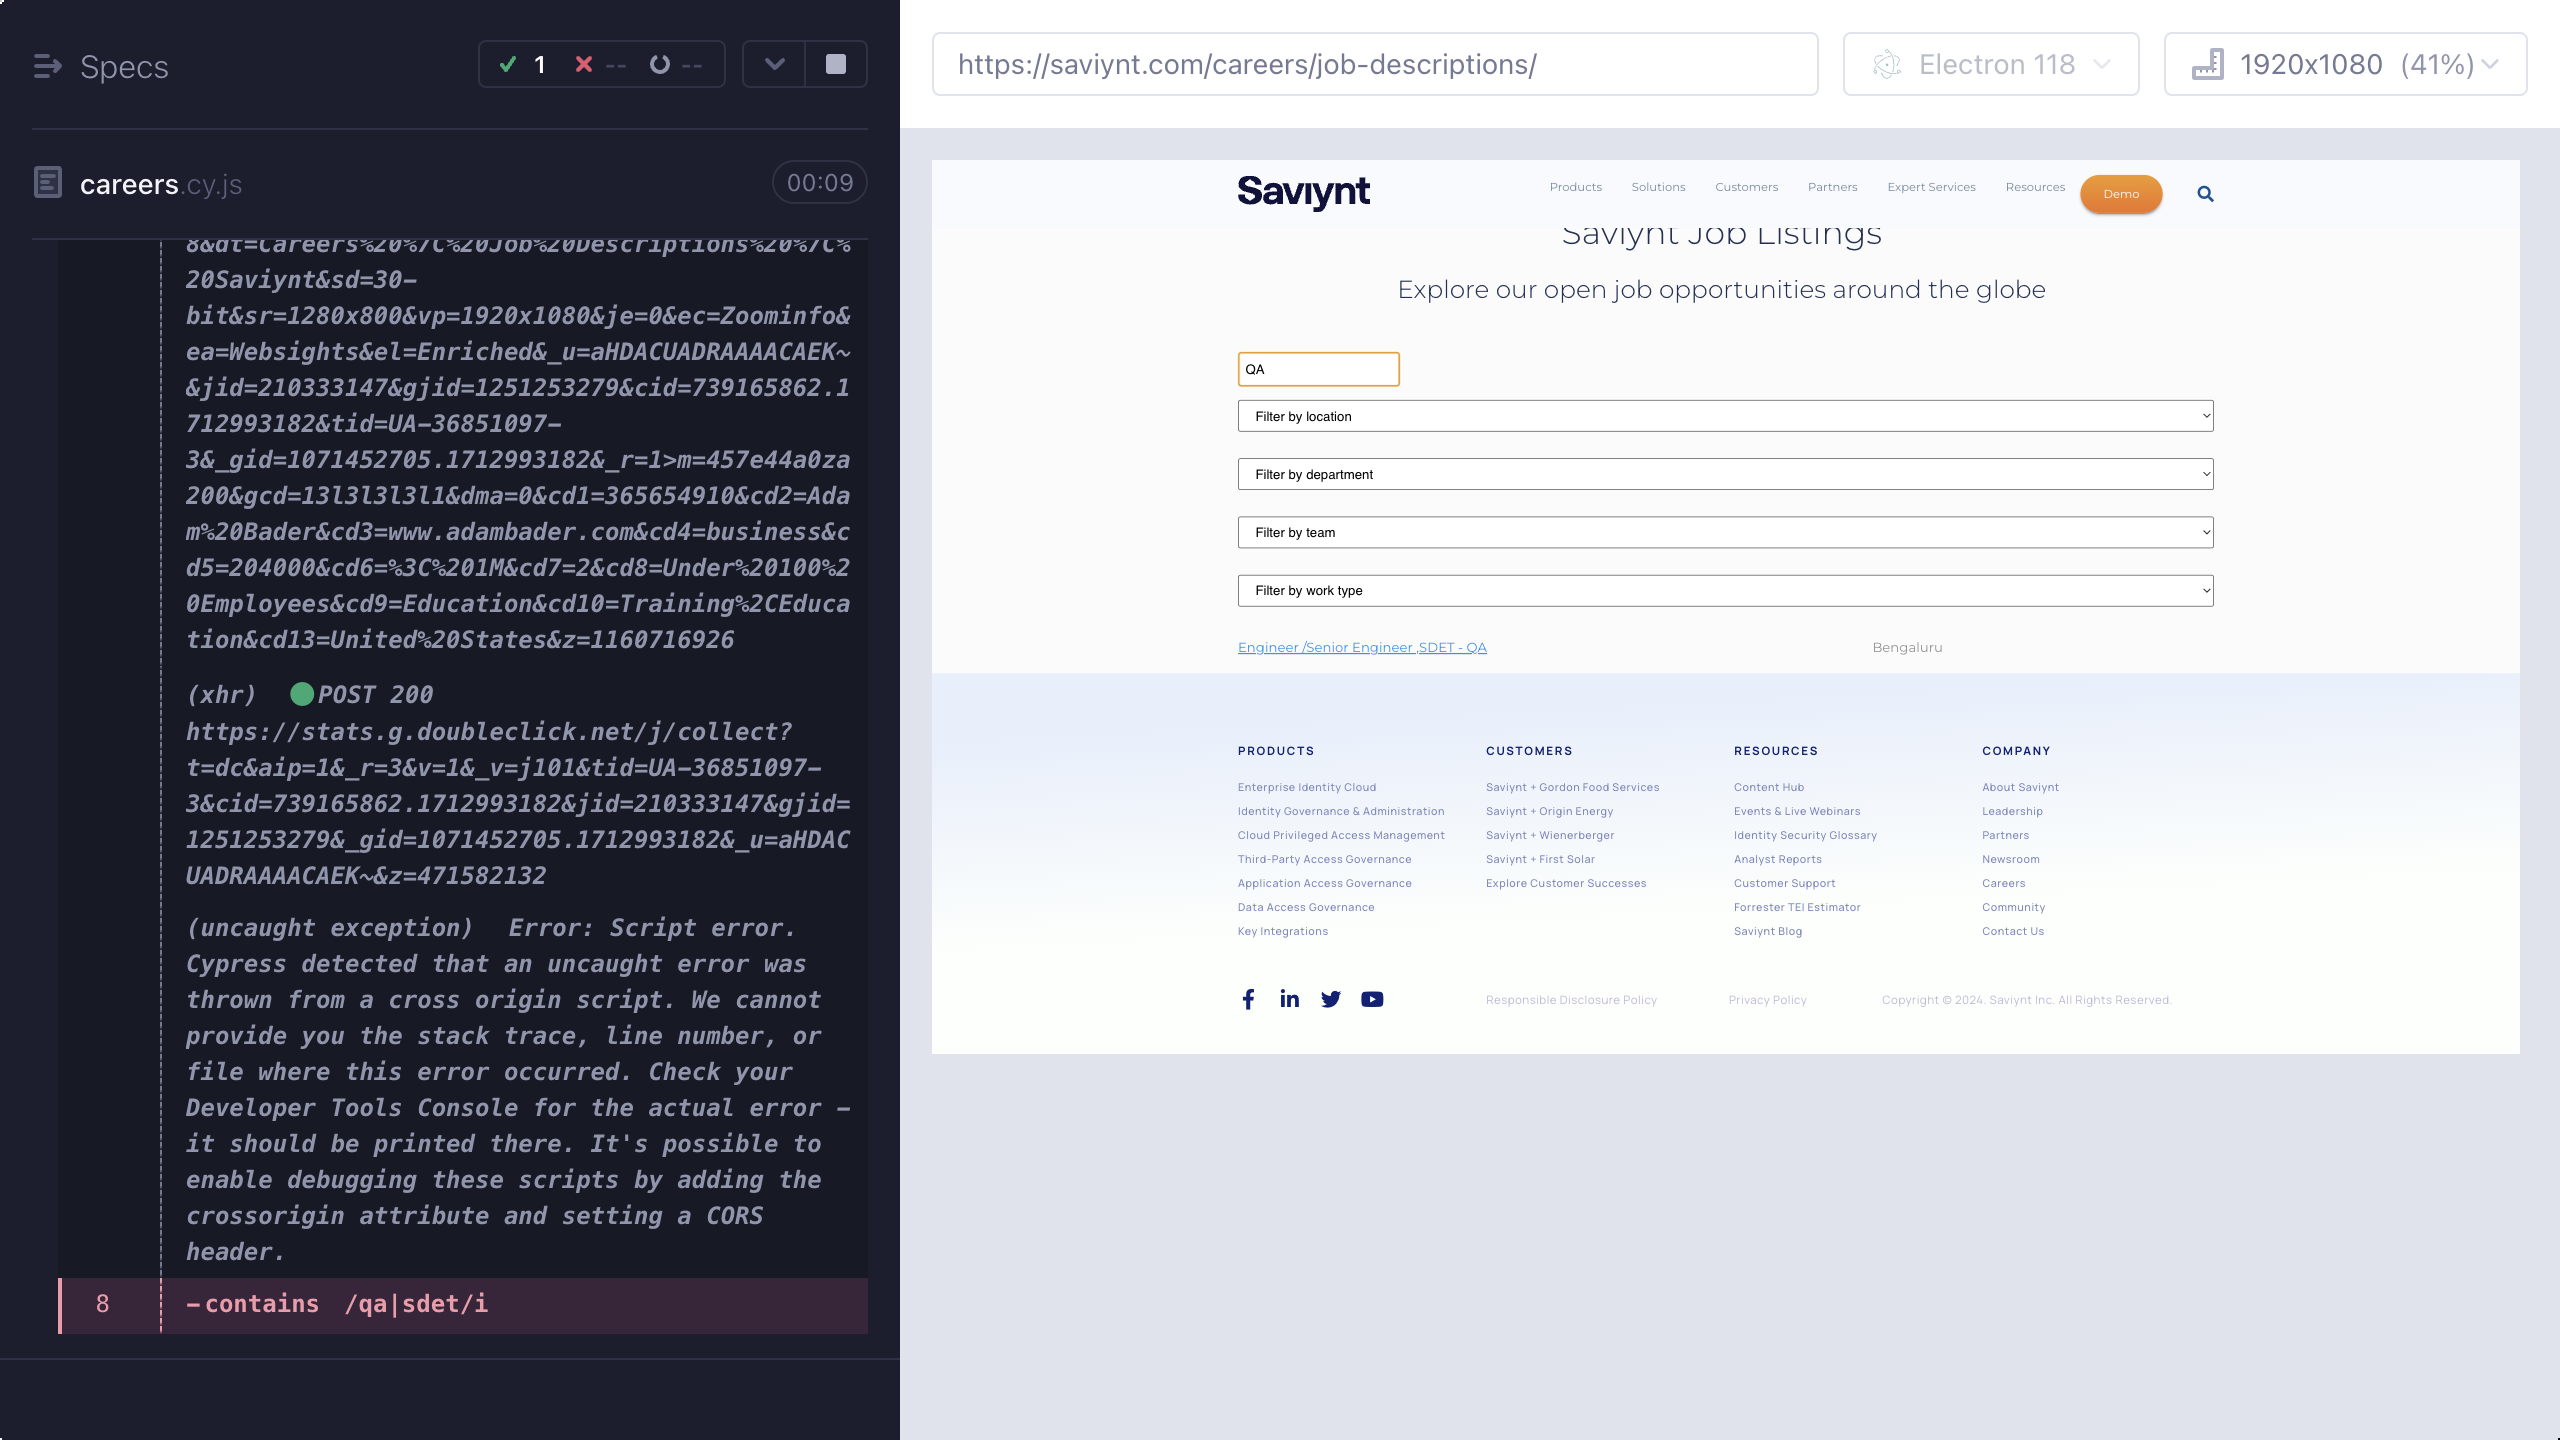 Specs
1 -- --
careers.cy.js
00:09
8&dt=Careers%20%7C%20Job%20Descriptions%20%7C%
20Saviynt&sd=30-
bit&sr=1280x800&vp=1920x1080&je=0&ec=Zoominfo&
ea=Websights&el=Enriched&_u=aHDACUADRAAAACAEK~
&jid=210333147&gjid=1251253279&cid=739165862.1
712993182&tid=UA-36851097-
3&_gid=1071452705.1712993182&_r=1>m=457e44a0za
200&gcd=13l3l3l3l1&dma=0&cd1=365654910&cd2=Ada
m%20Bader&cd3=www.adambader.com&cd4=business&c
d5=204000&cd6=%3C%201M&cd7=2&cd8=Under%20100%2
0Employees&cd9=Education&cd10=Training%2CEduca
tion&cd13=United%20States&z=1160716926
(xhr) POST 200
https://stats.g.doubleclick.net/j/collect?
t=dc&aip=1&_r=3&v=1&_v=j101&tid=UA-36851097-
3&cid=739165862.1712993182&jid=210333147&gjid=
1251253279&_gid=1071452705.1712993182&_u=aHDAC
UADRAAAACAEK~&z=471582132
(uncaught exception) Error: Script error.
Cypress detected that an uncaught error was
thrown from a cross origin script. We cannot
provide you the stack trace, line number, or
file where this error occurred. Check your
Developer Tools Console for the actual error -
it should be printed there. It's possible to
enable debugging these scripts by adding the
crossorigin attribute and setting a CORS
header.
8 -contains /qa|sdet/i
https://saviynt.com/careers/job-descriptions/
Electron 118
1920x1080 (41%)
Saviynt
Products Solutions Customers Partners Expert Services Resources Demo
Saviynt Job Listings
Explore our open job opportunities around the globe
QA
Filter by location
Filter by department
Filter by team
Filter by work type
Engineer /Senior Engineer ,SDET - QA Bengaluru
PRODUCTS
Enterprise Identity Cloud
Identity Governance & Administration
Cloud Privileged Access Management
Third-Party Access Governance
Application Access Governance
Data Access Governance
Key Integrations
CUSTOMERS
Saviynt + Gordon Food Services
Saviynt + Origin Energy
Saviynt + Wienerberger
Saviynt + First Solar
Explore Customer Successes
RESOURCES
Content Hub
Events & Live Webinars
Identity Security Glossary
Analyst Reports
Customer Support
Forrester TEI Estimator
Saviynt Blog
COMPANY
About Saviynt
Leadership
Partners
Newsroom
Careers
Community
Contact Us
Responsible Disclosure Policy Privacy Policy Copyright © 2024. Saviynt Inc. All Rights Reserved.